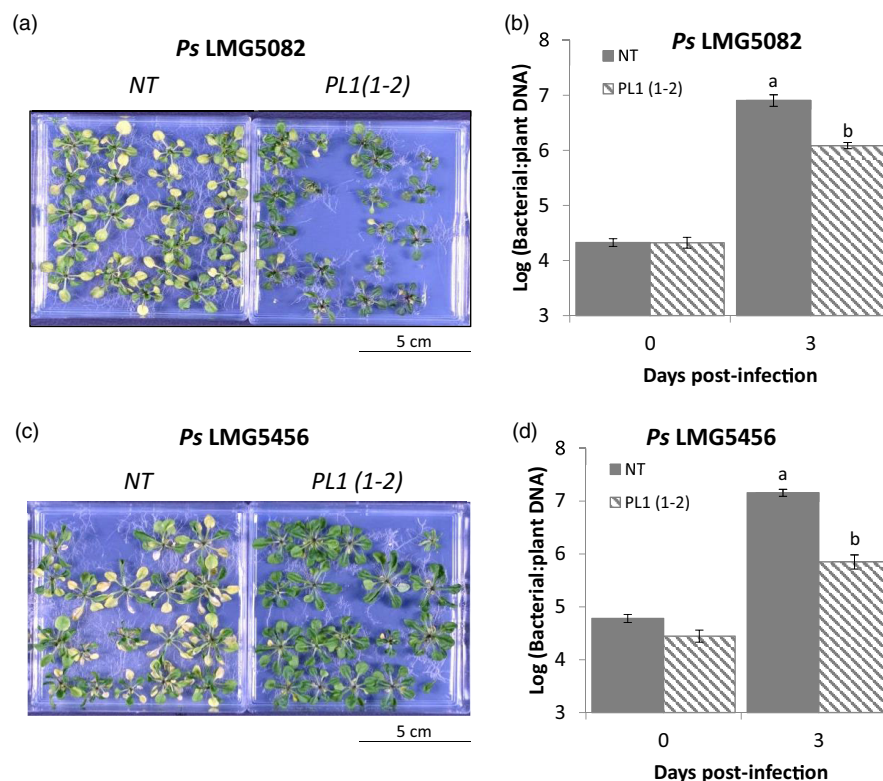 (a)
Ps LMG5082
NT PL1(1-2)
5 cm
(b)
Ps LMG5082
8
7
6
5
4
3
Log (Bacterial:plant DNA)
NT
PL1 (1-2)
a
b
0 3
Days post-infection
(c)
Ps LMG5456
NT PL1 (1-2)
5 cm
(d)
Ps LMG5456
8
7
6
5
4
3
Log (Bacterial:plant DNA)
NT
PL1 (1-2)
a
b
0 3
Days post-infection